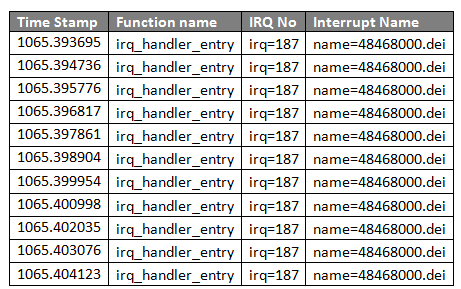 Time Stamp Function name IRQ No Interrupt Name
1065.393695 irq_handler_entry irq=187 name=48468000.dei
1065.394736 irq_handler_entry irq=187 name=48468000.dei
1065.395776 irq_handler_entry irq=187 name=48468000.dei
1065.396817 irq_handler_entry irq=187 name=48468000.dei
1065.397861 irq_handler_entry irq=187 name=48468000.dei
1065.398904 irq_handler_entry irq=187 name=48468000.dei
1065.399954 irq_handler_entry irq=187 name=48468000.dei
1065.400998 irq_handler_entry irq=187 name=48468000.dei
1065.402035 irq_handler_entry irq=187 name=48468000.dei
1065.403076 irq_handler_entry irq=187 name=48468000.dei
1065.404123 irq_handler_entry irq=187 name=48468000.dei